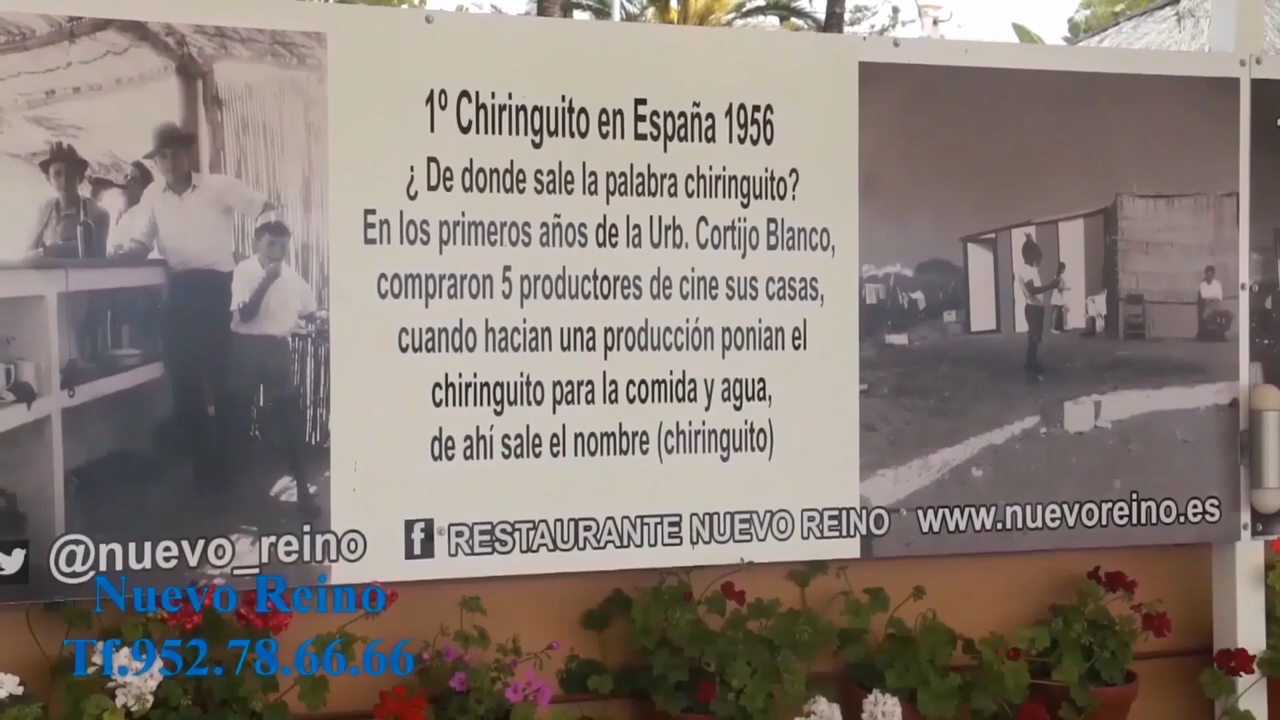 1º Chiringuito en España 1956
¿ De donde sale la palabra chiringuito?
En los primeros años de la Urb. Cortijo Blanco,
compraron 5 productores de cine sus casas,
cuando hacian una producción ponian el
chiringuito para la comida y agua,
de ahí sale el nombre (chiringuito)
@nuevo_reino
RESTAURANTE NUEVO REINO
www.nuevoreino.es
Nuevo Reino
Tf.952.78.66.66